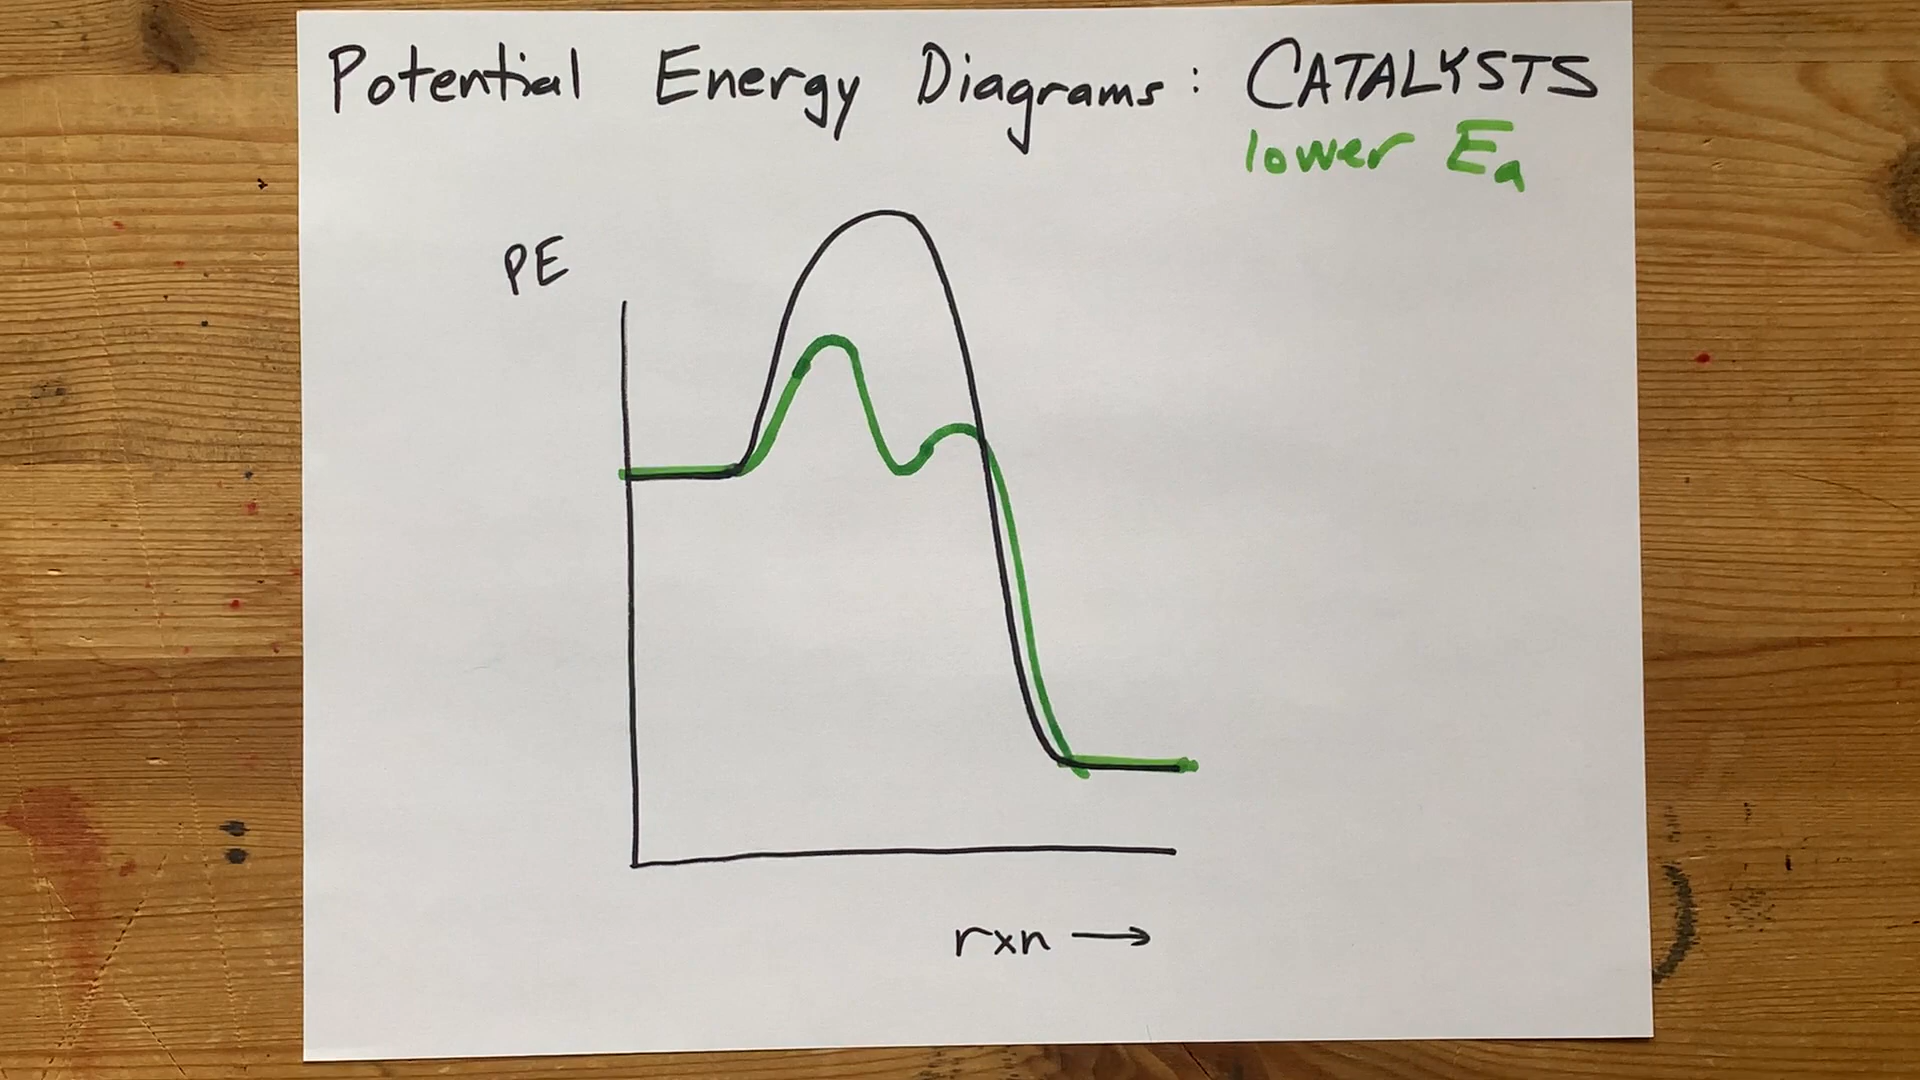 Potential Energy Diagrams: CATALYSTS
lower Ea
PE
rxn →